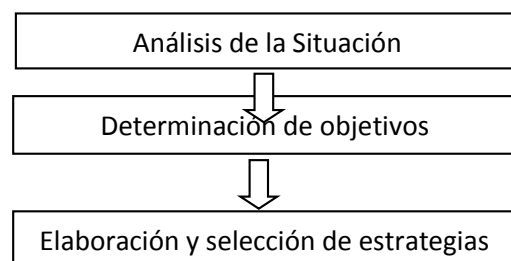 Análisis de la Situación
Determinación de objetivos
Elaboración y selección de estrategias